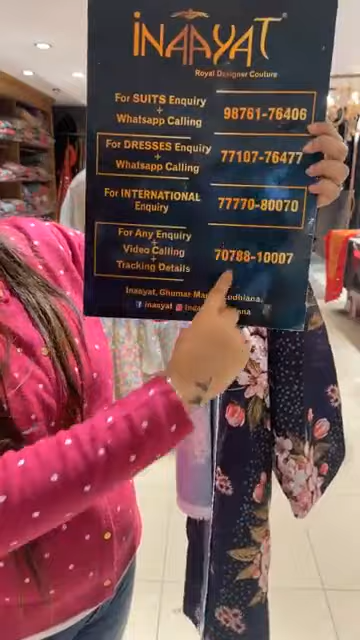 INAAYAT
Royal Designer Couture
For SUITS Enquiry
+
Whatsapp Calling
98761-76406
For DRESSES Enquiry
+
Whatsapp Calling
77107-76477
For INTERNATIONAL
Enquiry
77770-80070
For Any Enquiry
+
Video Calling
+
Tracking Details
70788-10007
Inaayat, Ghumar Ludhiana
inaayat